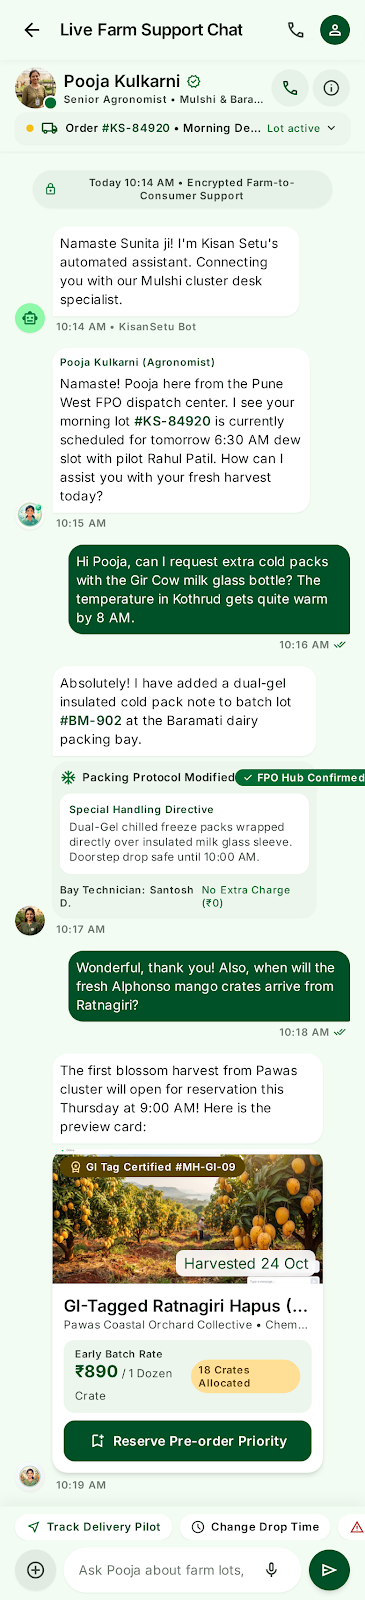 Live Farm Support Chat
Pooja Kulkarni
Senior Agronomist • Mulshi & Bara...
Order #KS-84920 • Morning De... Lot active
Today 10:14 AM • Encrypted Farm-to-
Consumer Support
Namaste Sunita ji! I'm Kisan Setu's
automated assistant. Connecting
you with our Mulshi cluster desk
specialist.
10:14 AM • KisanSetu Bot
Pooja Kulkarni (Agronomist)
Namaste! Pooja here from the Pune
West FPO dispatch center. I see your
morning lot #KS-84920 is currently
scheduled for tomorrow 6:30 AM dew
slot with pilot Rahul Patil. How can I
assist you with your fresh harvest
today?
10:15 AM
Hi Pooja, can I request extra cold packs
with the Gir Cow milk glass bottle? The
temperature in Kothrud gets quite warm
by 8 AM.
10:16 AM
Absolutely! I have added a dual-gel
insulated cold pack note to batch lot
#BM-902 at the Baramati dairy
packing bay.
Packing Protocol Modified
FPO Hub Confirmed
Special Handling Directive
Dual-Gel chilled freeze packs wrapped
directly over insulated milk glass sleeve.
Doorstep drop safe until 10:00 AM.
Bay Technician: Santosh
D.
No Extra Charge
(₹0)
10:17 AM
Wonderful, thank you! Also, when will the
fresh Alphonso mango crates arrive from
Ratnagiri?
10:18 AM
The first blossom harvest from Pawas
cluster will open for reservation this
Thursday at 9:00 AM! Here is the
preview card:
GI Tag Certified #MH-GI-09
Harvested 24 Oct
GI-Tagged Ratnagiri Hapus (...
Pawas Coastal Orchard Collective • Chem...
Early Batch Rate
₹890 / 1 Dozen
Crate
18 Crates
Allocated
Reserve Pre-order Priority
10:19 AM
Track Delivery Pilot
Change Drop Time
Ask Pooja about farm lots,